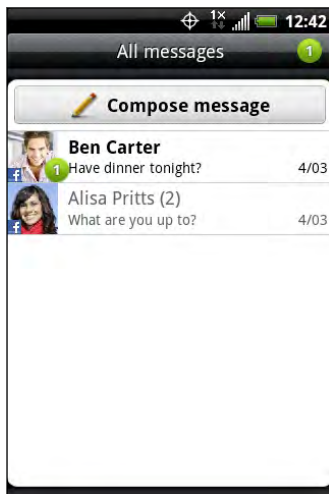 1X 12:42
All messages 1
Compose message
Ben Carter
1 Have dinner tonight? 4/03
f
Alisa Pritts (2)
What are you up to? 4/03
f